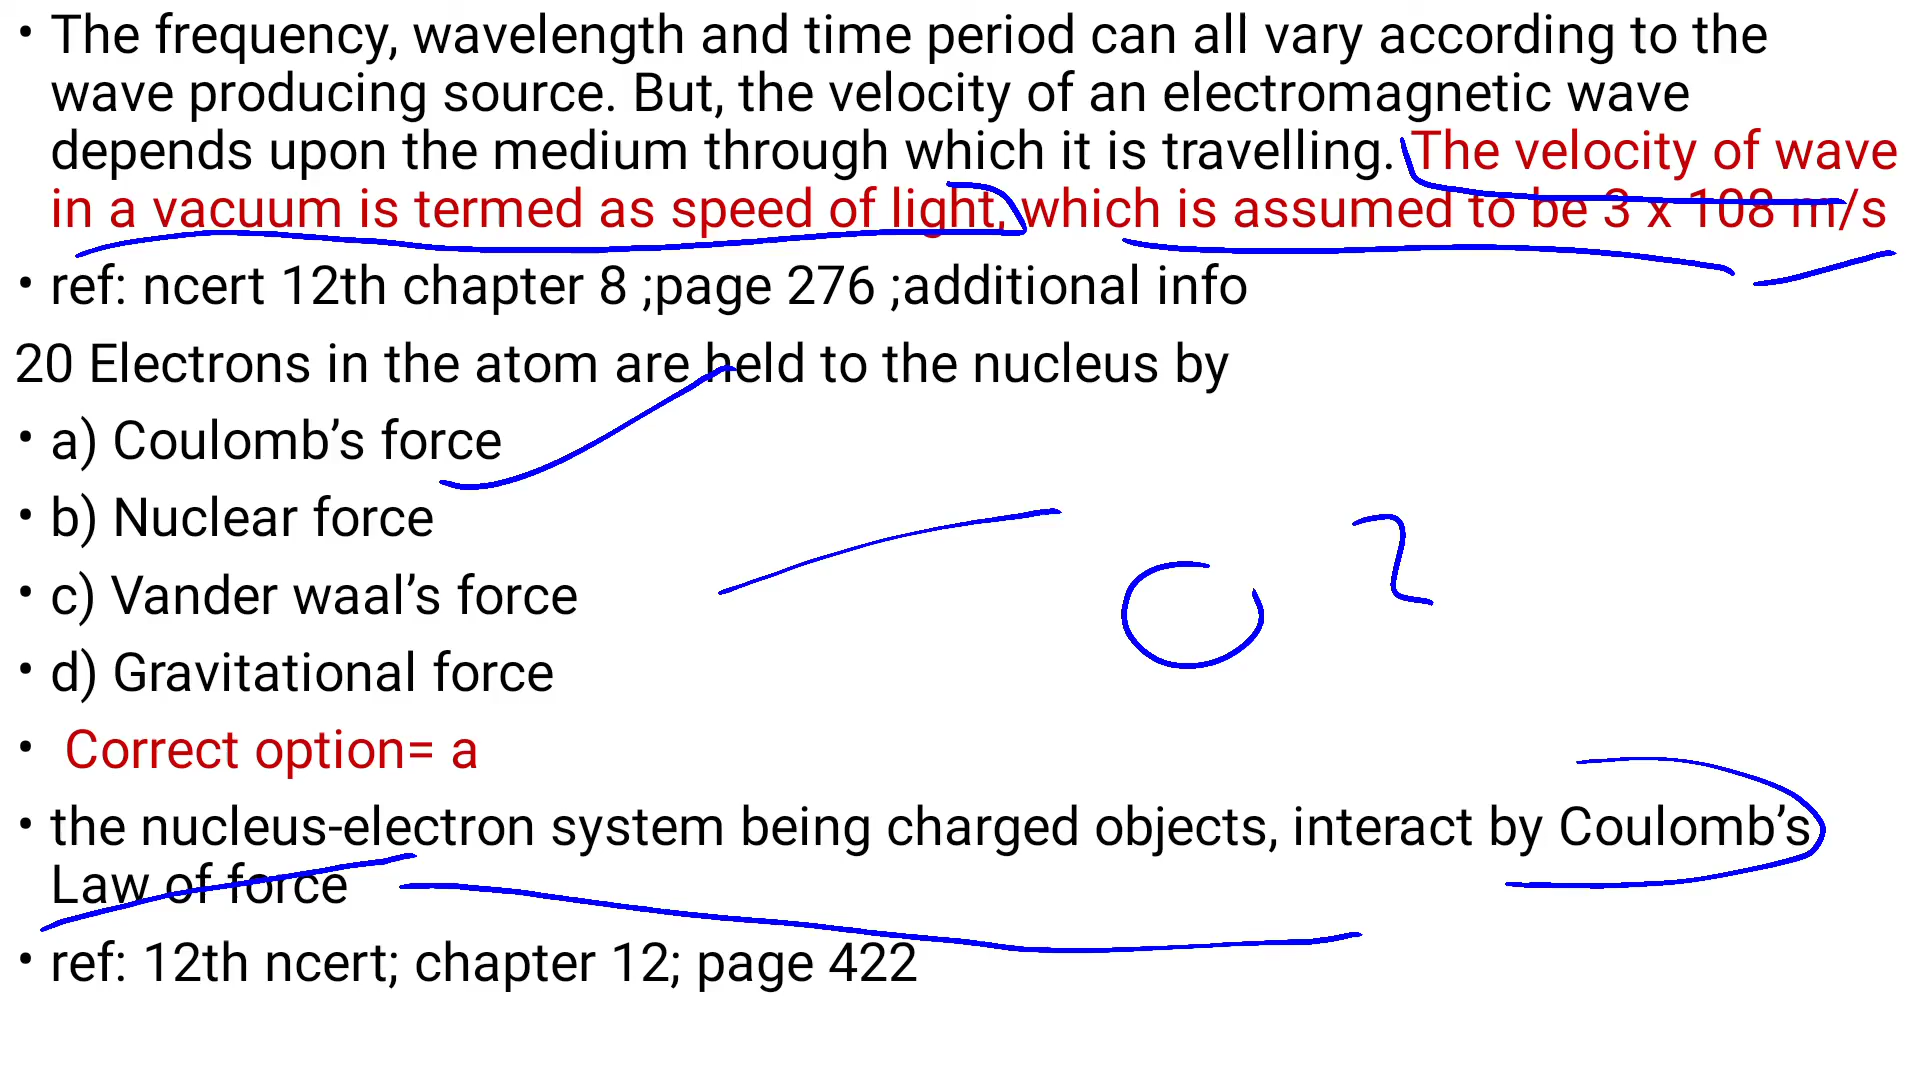 • The frequency, wavelength and time period can all vary according to the
wave producing source. But, the velocity of an electromagnetic wave
depends upon the medium through which it is travelling. The velocity of wave
in a vacuum is termed as speed of light, which is assumed to be 3 x 108 m/s
• ref: ncert 12th chapter 8 ;page 276 ;additional info
20 Electrons in the atom are held to the nucleus by
• a) Coulomb’s force
• b) Nuclear force
• c) Vander waal’s force
• d) Gravitational force
• Correct option= a
• the nucleus-electron system being charged objects, interact by Coulomb’s
Law of force
• ref: 12th ncert; chapter 12; page 422